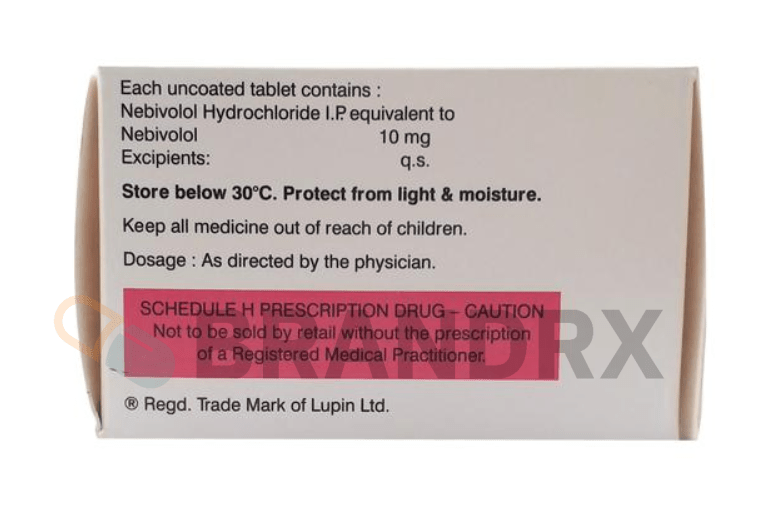 Each uncoated tablet contains :
Nebivolol Hydrochloride I.P. equivalent to
Nebivolol 10 mg
Excipients: q.s.
Store below 30°C. Protect from light & moisture.
Keep all medicine out of reach of children.
Dosage : As directed by the physician.
SCHEDULE H PRESCRIPTION DRUG – CAUTION
Not to be sold by retail without the prescription
of a Registered Medical Practitioner.
BRANDRX
® Regd. Trade Mark of Lupin Ltd.